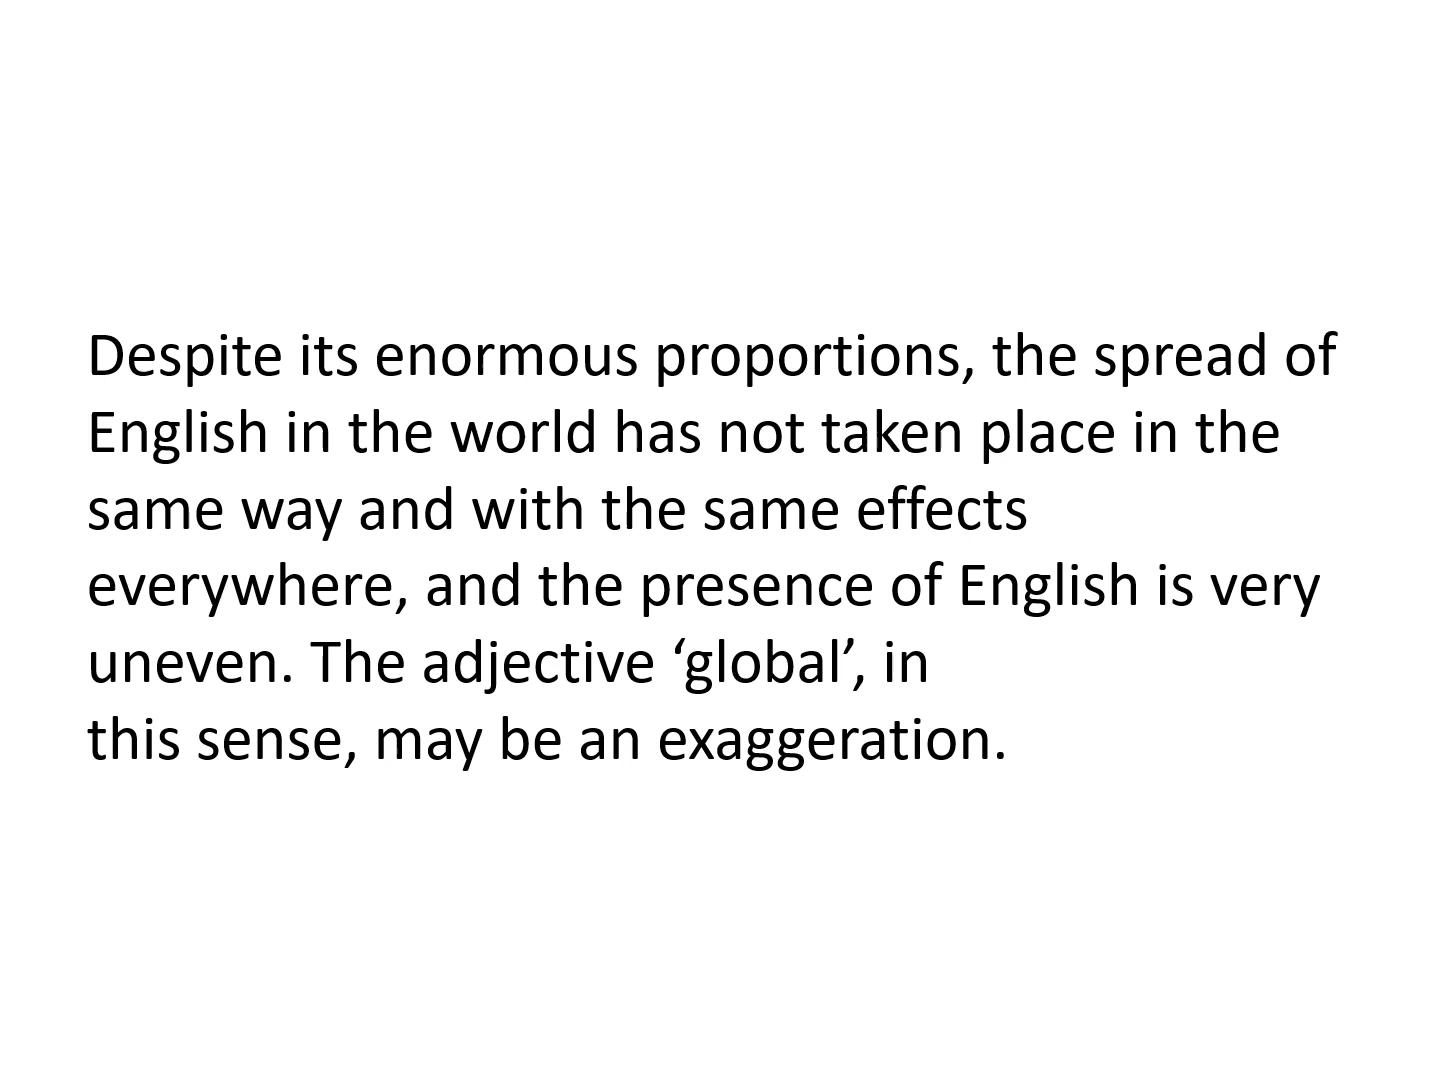 Despite its enormous proportions, the spread of
English in the world has not taken place in the
same way and with the same effects
everywhere, and the presence of English is very
uneven. The adjective ‘global’, in
this sense, may be an exaggeration.